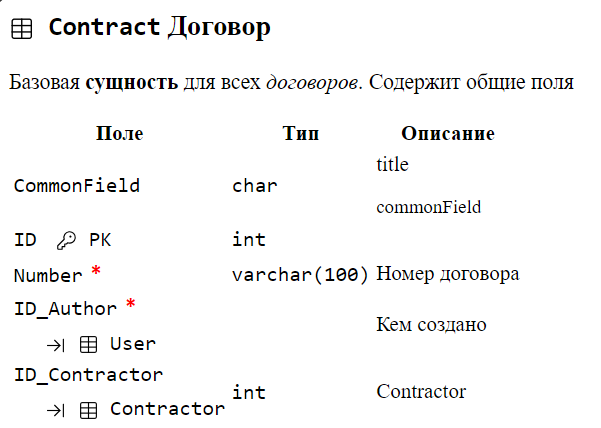 Contract Договор
Базовая сущность для всех договоров. Содержит общие поля
Поле Тип Описание
title
CommonField char
commonField
ID PK int
Number * varchar(100) Номер договора
ID_Author *
Кем создано
User
ID_Contractor
int Contractor
Contractor